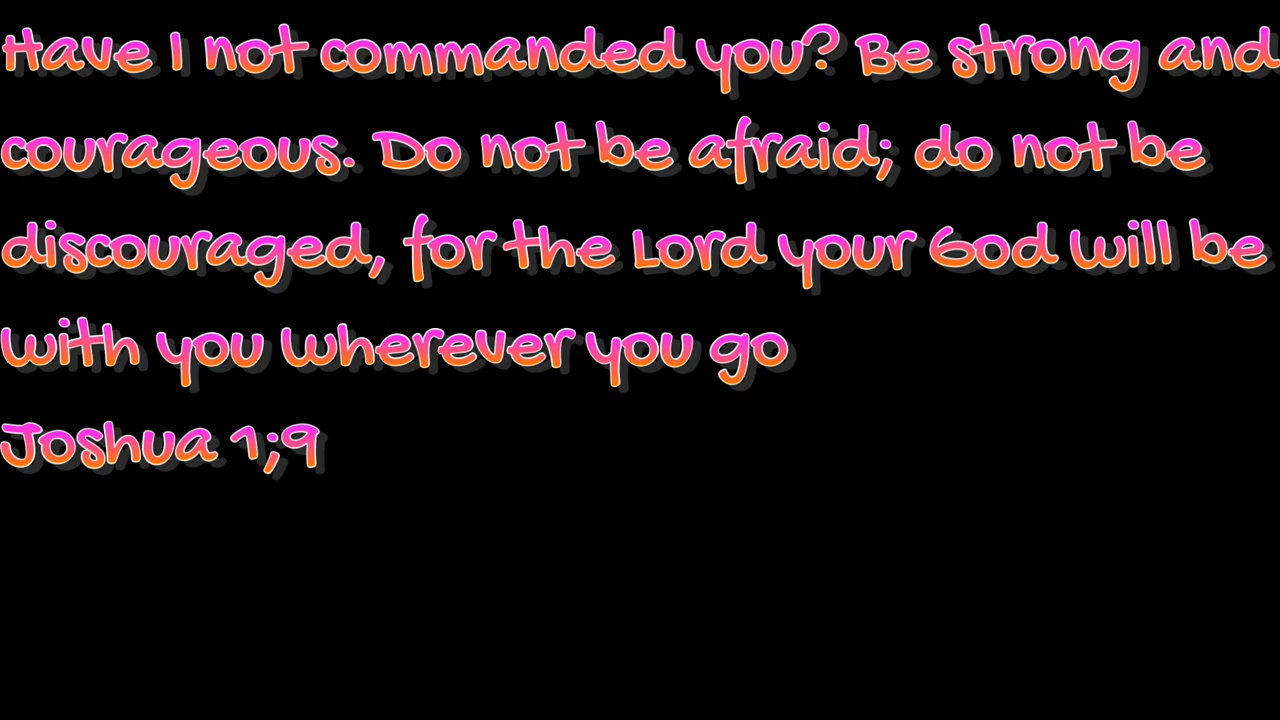 Have I not commanded you? Be strong and
courageous. Do not be afraid; do not be
discouraged, for the Lord your God will be
with you wherever you go
Joshua 1;9